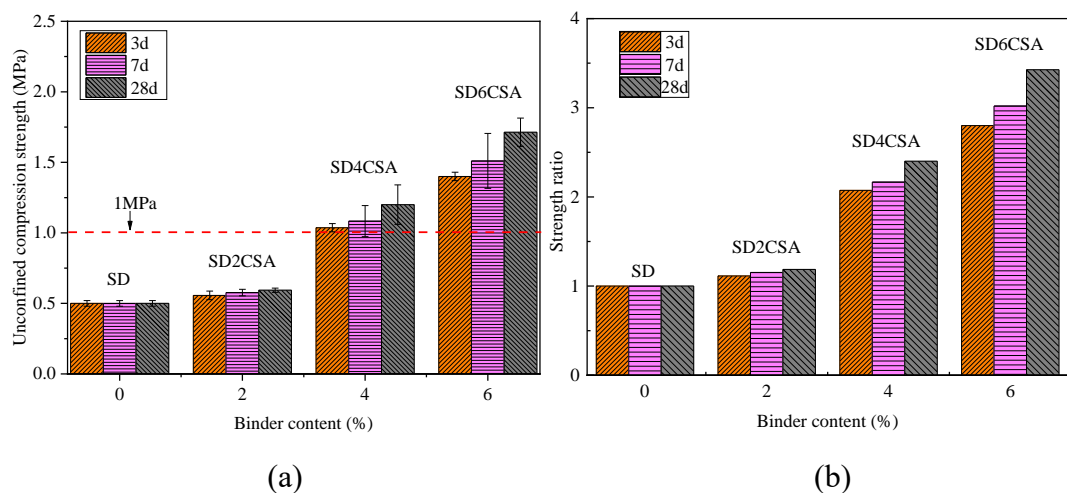 2.5
2.0
1.5
1.0
0.5
0.0
Unconfined compression strength (MPa)
3d
7d
28d
1MPa
SD
SD2CSA
SD4CSA
SD6CSA
0 2 4 6
Binder content (%)
(a)
4
3
2
1
0
Strength ratio
3d
7d
28d
SD
SD2CSA
SD4CSA
SD6CSA
0 2 4 6
Binder content (%)
(b)